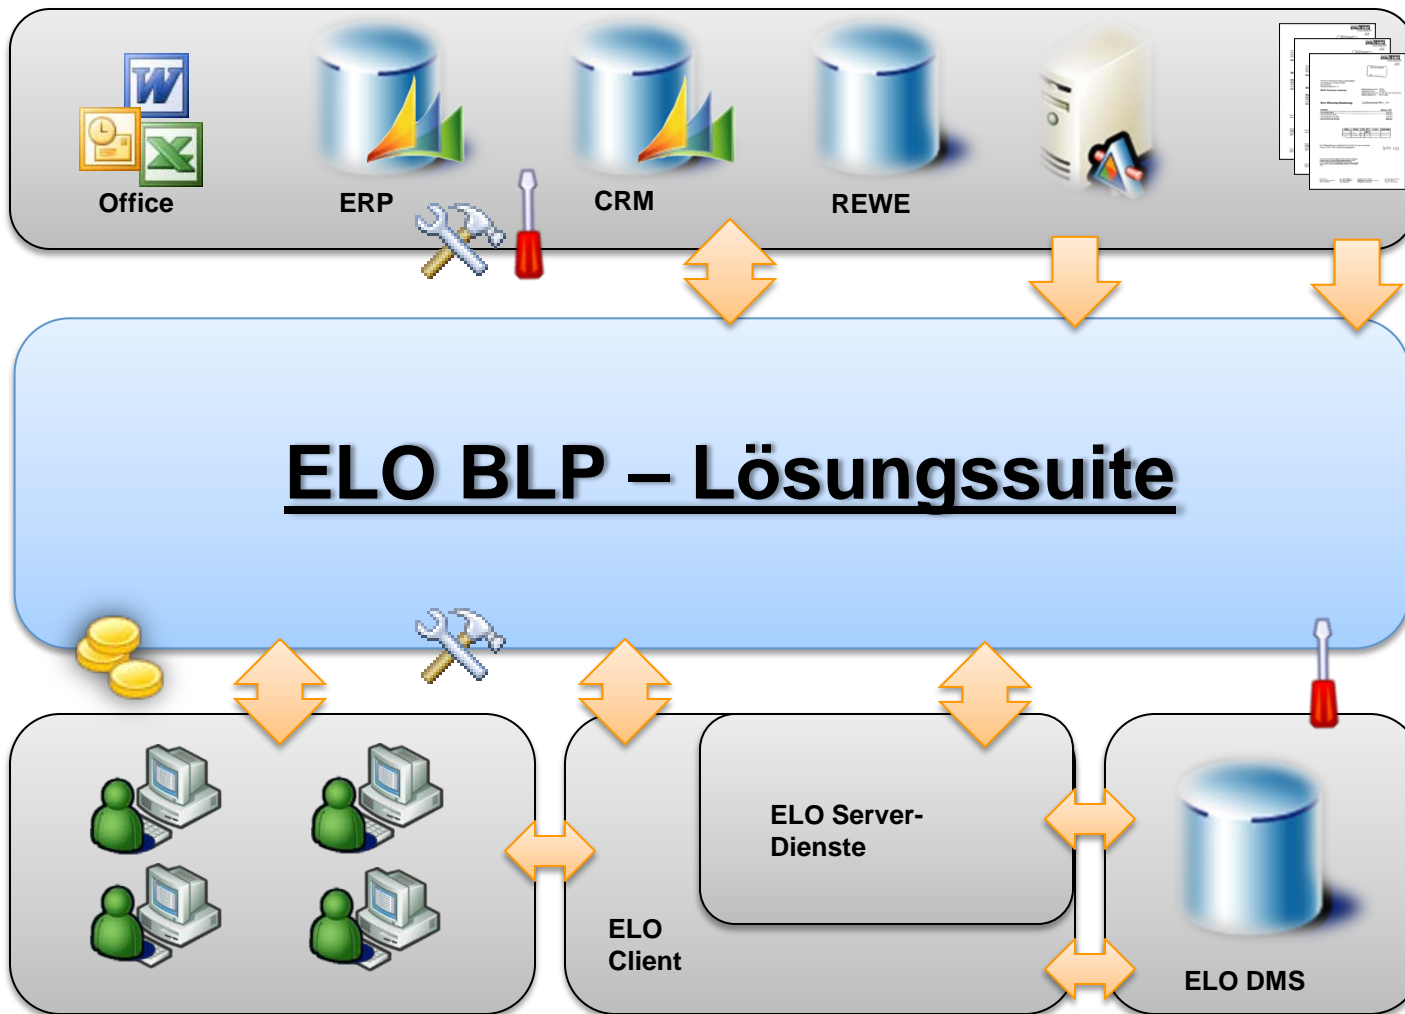 Office
ERP
CRM
REWE
ELO BLP – Lösungssuite
ELO Server-
Dienste
ELO
Client
ELO DMS